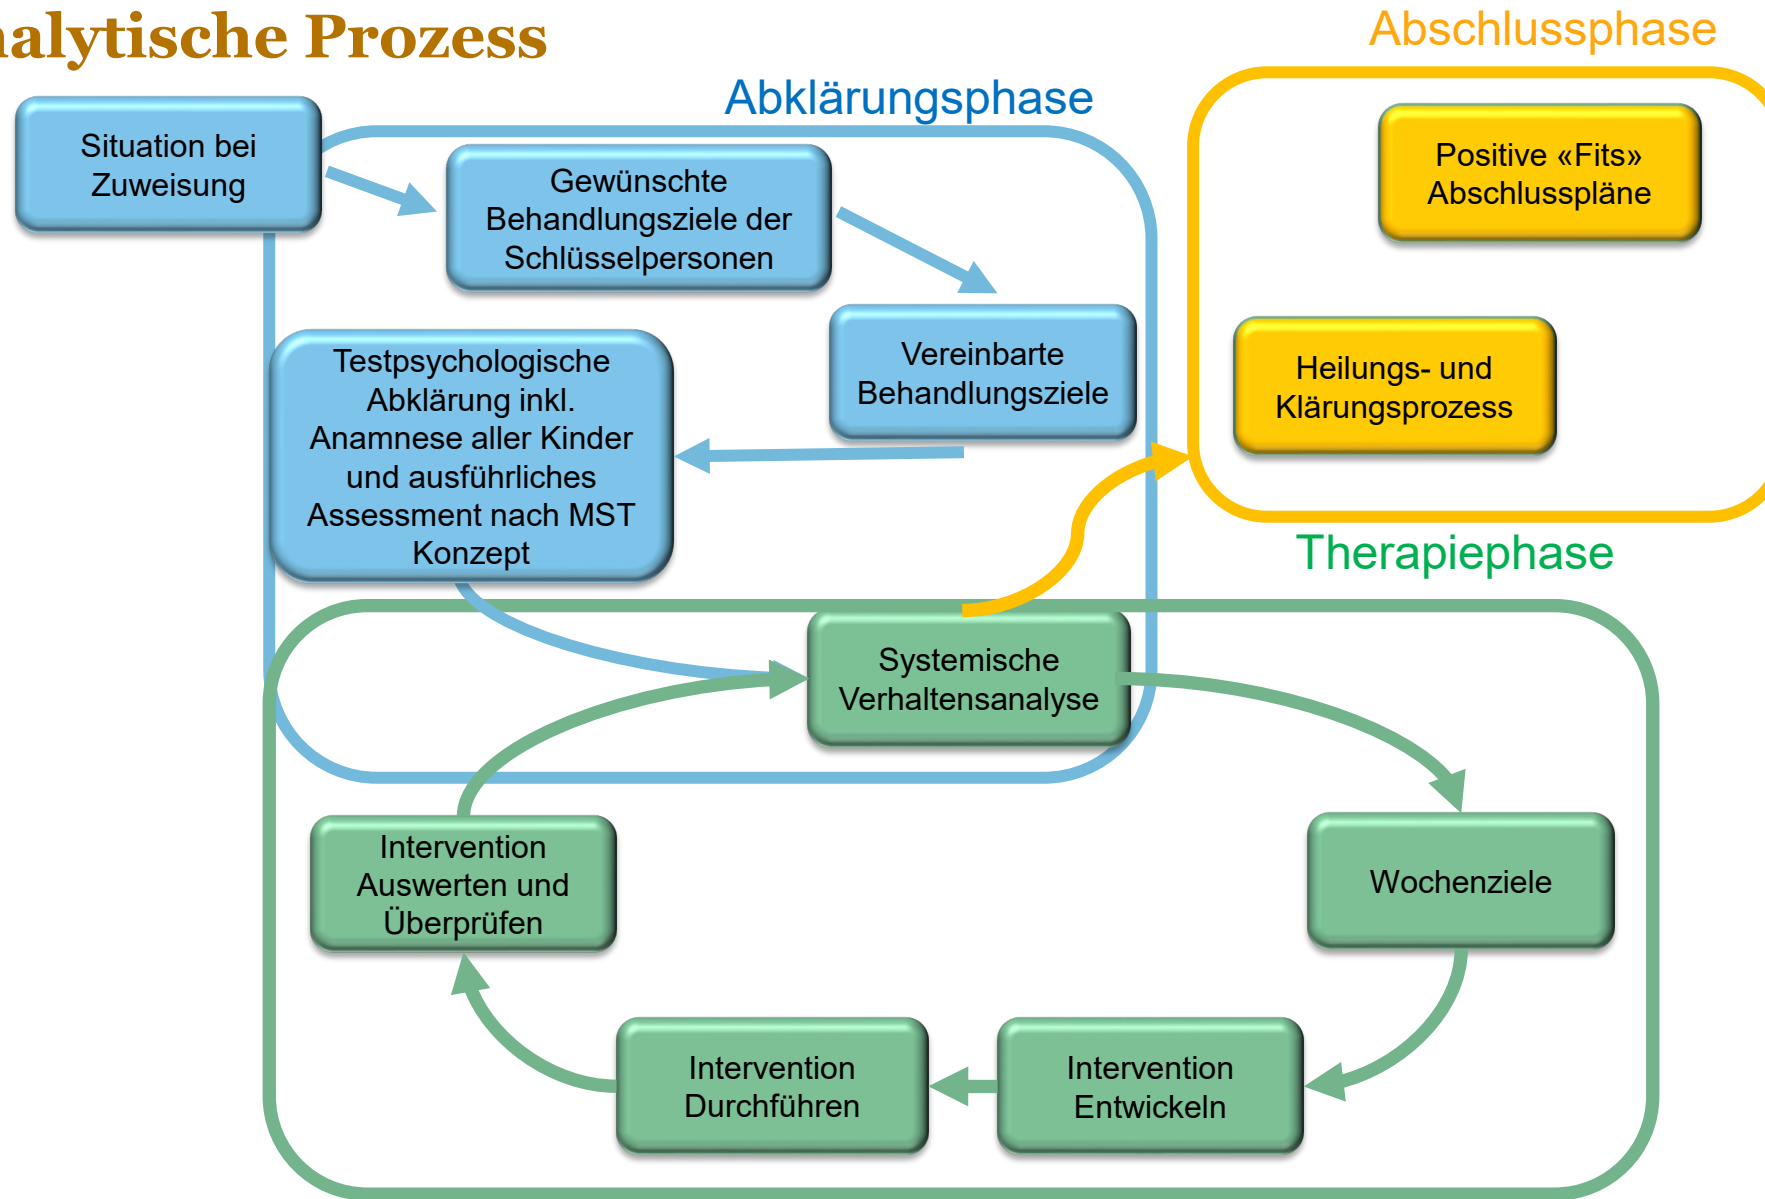 nalytische Prozess
Abschlussphase
Abklärungsphase
Situation bei
Zuweisung
Gewünschte
Behandlungsziele der
Schlüsselpersonen
Positive «Fits»
Abschlusspläne
Vereinbarte
Behandlungsziele
Heilungs- und
Klärungsprozess
Testpsychologische
Abklärung inkl.
Anamnese aller Kinder
und ausführliches
Assessment nach MST
Konzept
Therapiephase
Systemische
Verhaltensanalyse
Intervention
Auswerten und
Überprüfen
Wochenziele
Intervention
Durchführen
Intervention
Entwickeln